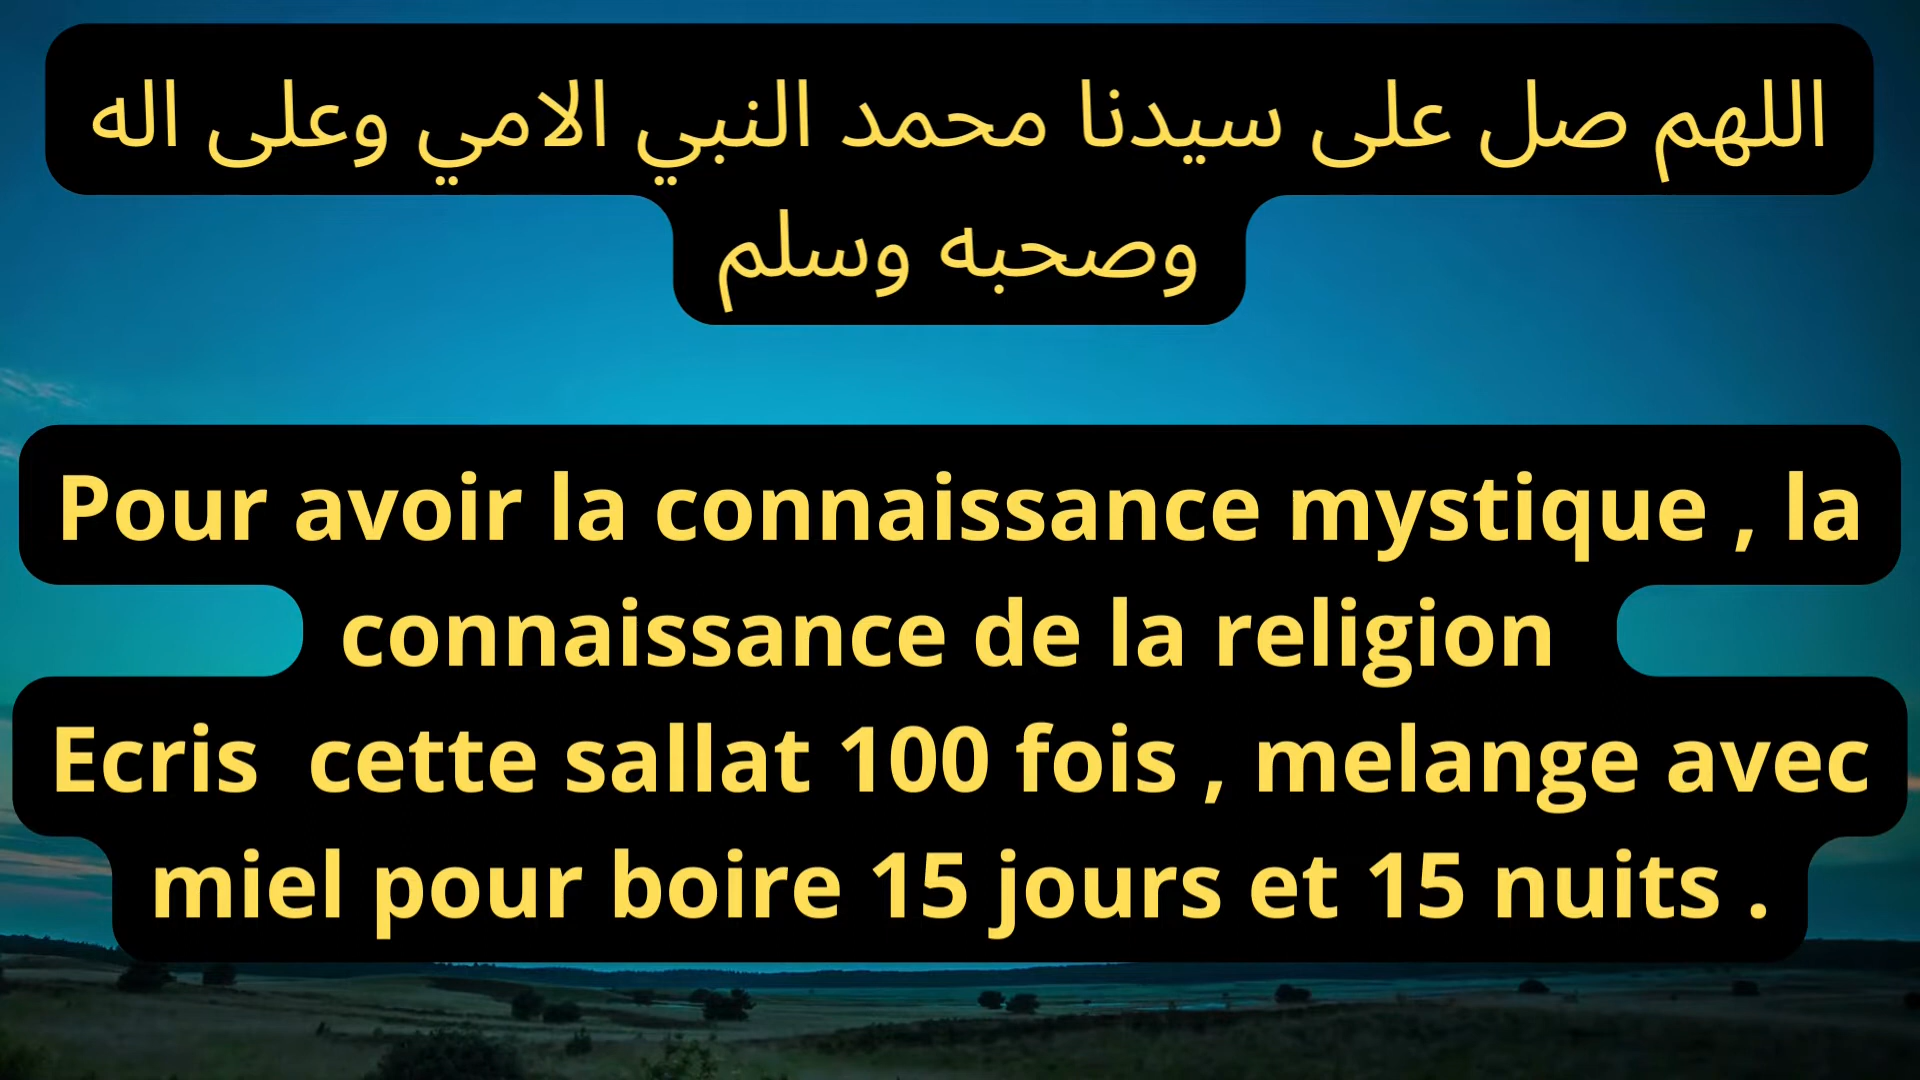 اللهم صل على سيدنا محمد النبي الامي وعلى اله
وصحبه وسلم
Pour avoir la connaissance mystique , la
connaissance de la religion
Ecris  cette sallat 100 fois , melange avec
miel pour boire 15 jours et 15 nuits .